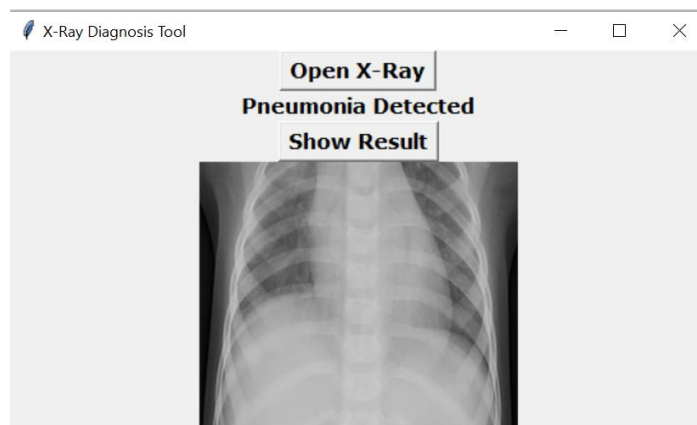 X-Ray Diagnosis Tool
Open X-Ray
Pneumonia Detected
Show Result